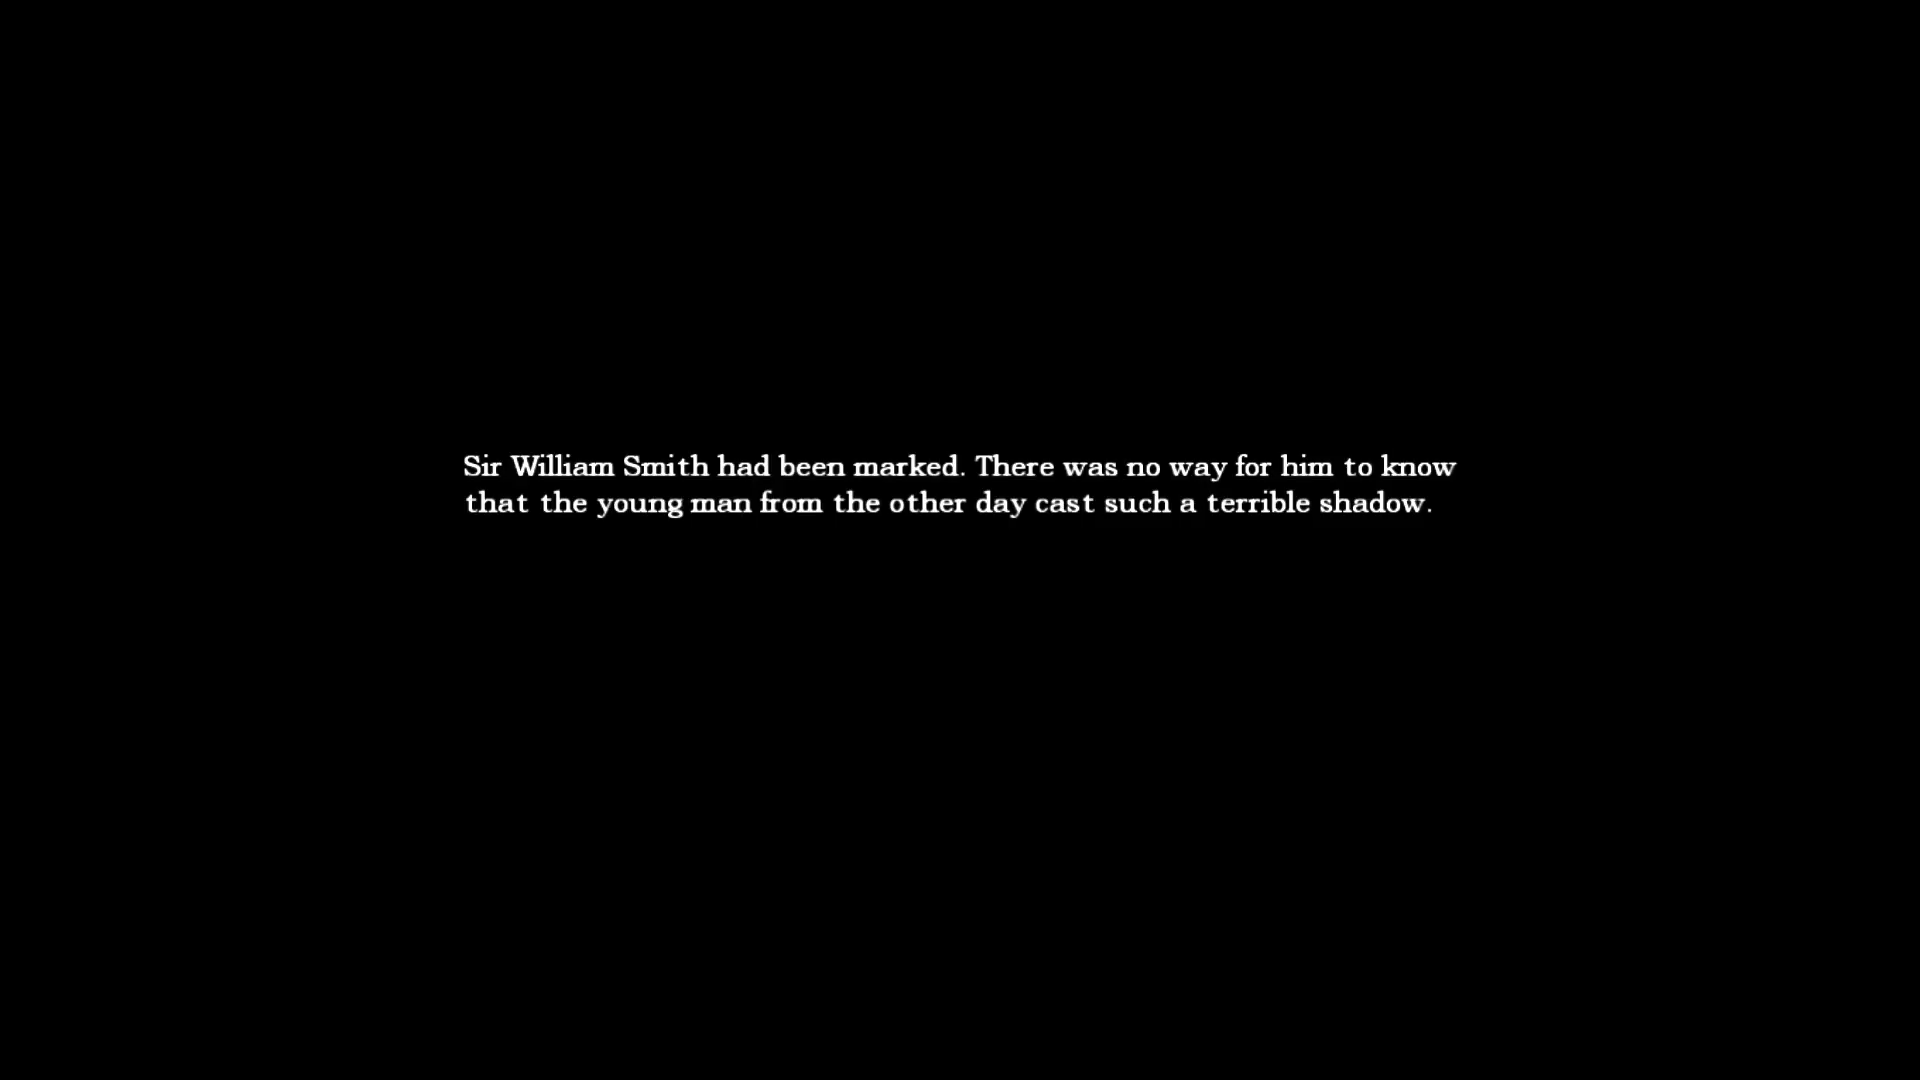 Sir William Smith had been marked. There was no way for him to know
that the young man from the other day cast such a terrible shadow.